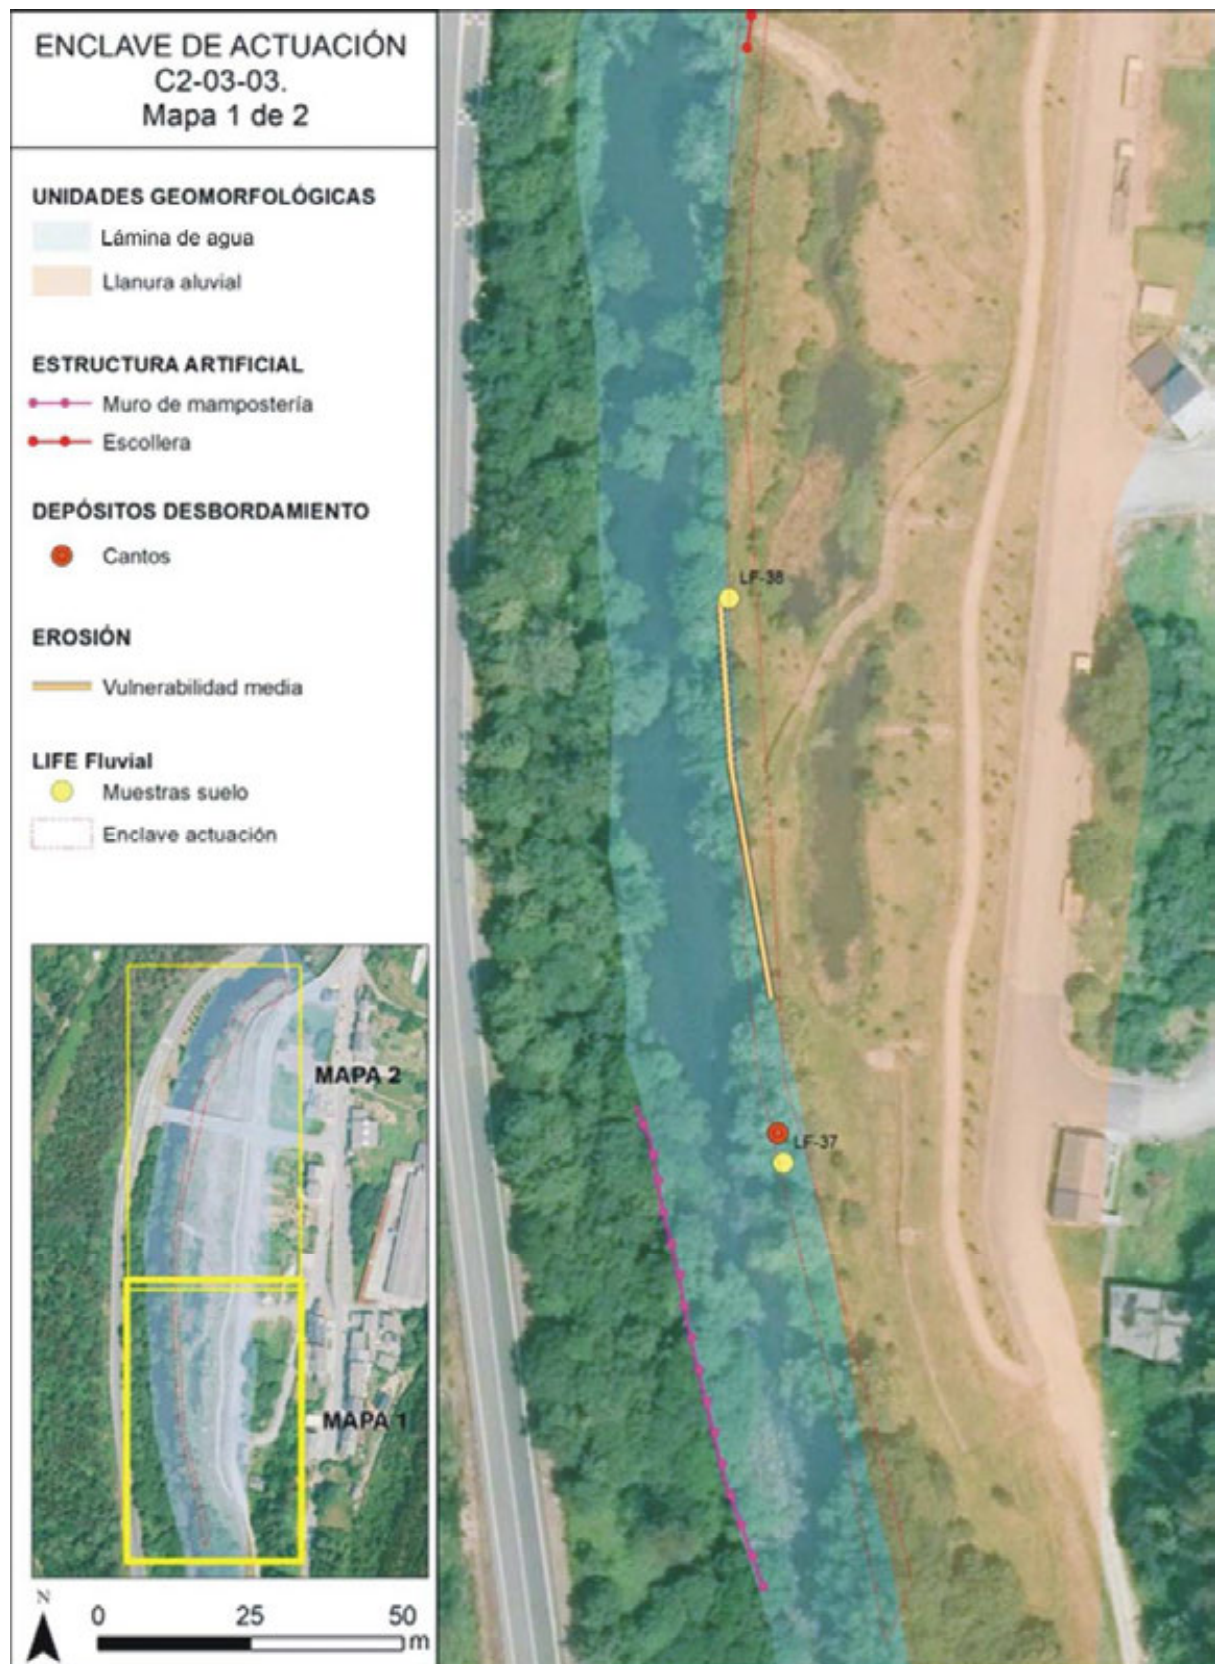 ENCLAVE DE ACTUACIÓN
C2-03-03.
Mapa 1 de 2
UNIDADES GEOMORFOLÓGICAS
Lámina de agua
Llanura aluvial
ESTRUCTURA ARTIFICIAL
Muro de mampostería
Escollera
DEPÓSITOS DESBORDAMIENTO
Cantos
EROSIÓN
Vulnerabilidad media
LIFE Fluvial
Muestras suelo
Enclave actuación
MAPA 2
MAPA 1
N
0 25 50
m
LF-38
LF-37